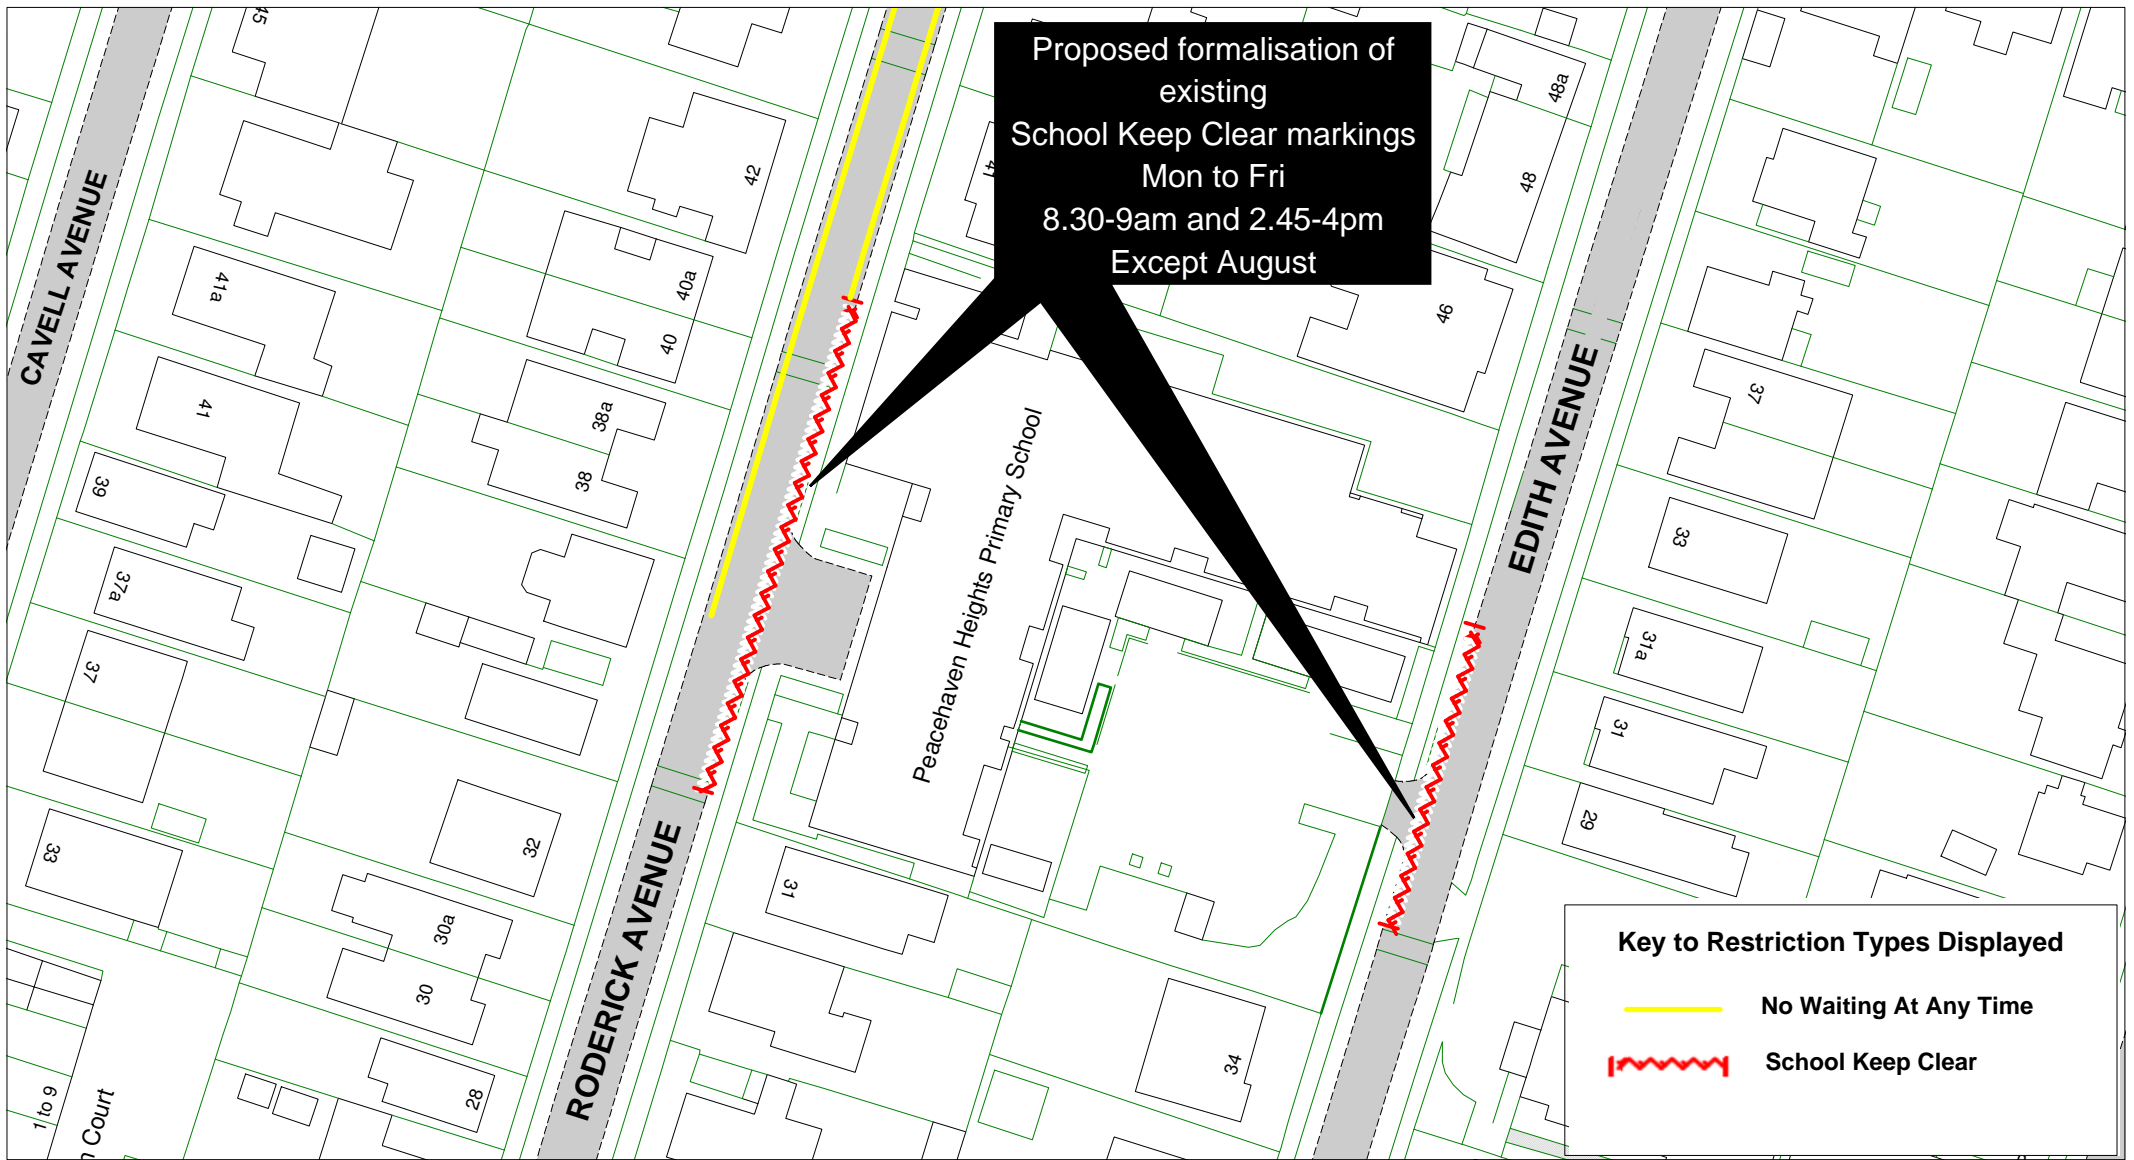 Proposed formalisation of
existing
School Keep Clear markings
Mon to Fri
8.30-9am and 2.45-4pm
Except August
45
42
48a
48
CAVELL AVENUE
41a
40a
40
46
41
38a
38
39
37a
37
EDITH AVENUE
37
33
31a
31
29
Peacehaven Heights Primary School
33
32
31
30a
30
RODERICK AVENUE
28
34
1 to 9
Court
Key to Restriction Types Displayed
No Waiting At Any Time
School Keep Clear